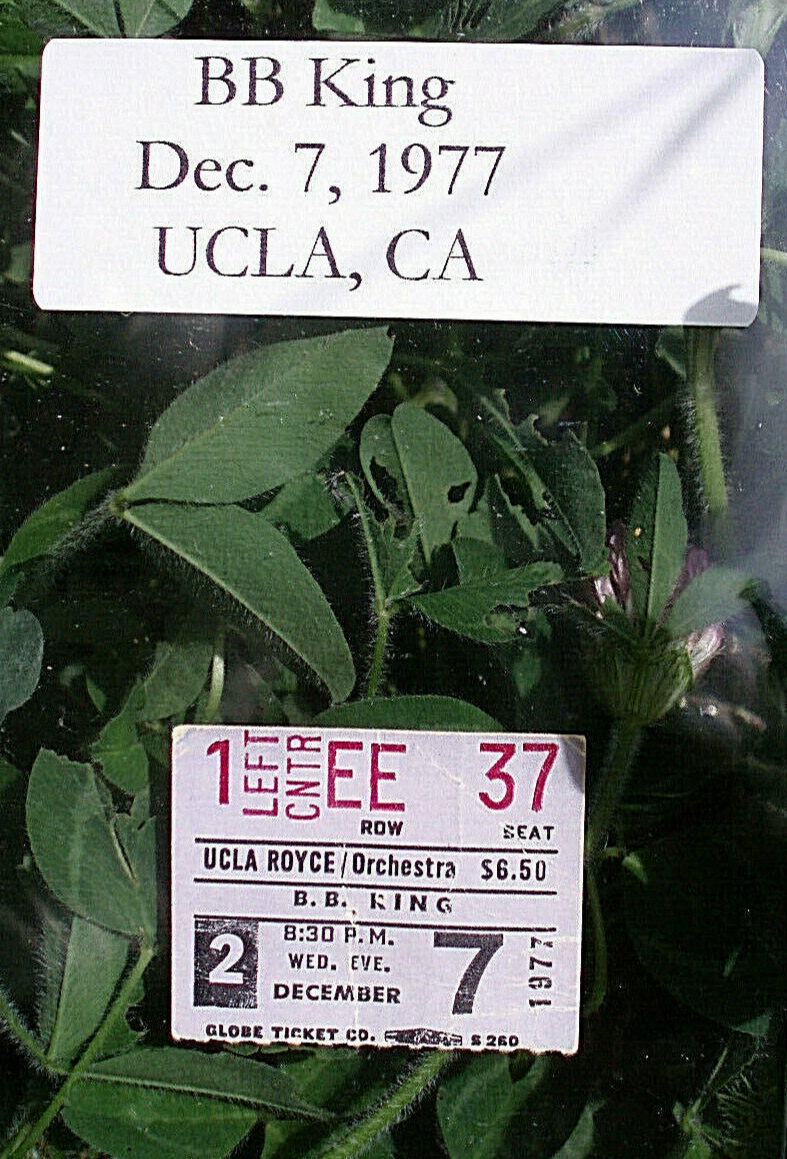 BB King
Dec. 7, 1977
UCLA, CA
1 LEFT CNTR EE 37
ROW SEAT
UCLA ROYCE/Orchestra $6.50
B.B. KING
2 8:30 P.M. 7 1977
WED. EVE.
DECEMBER
GLOBE TICKET CO. S 260